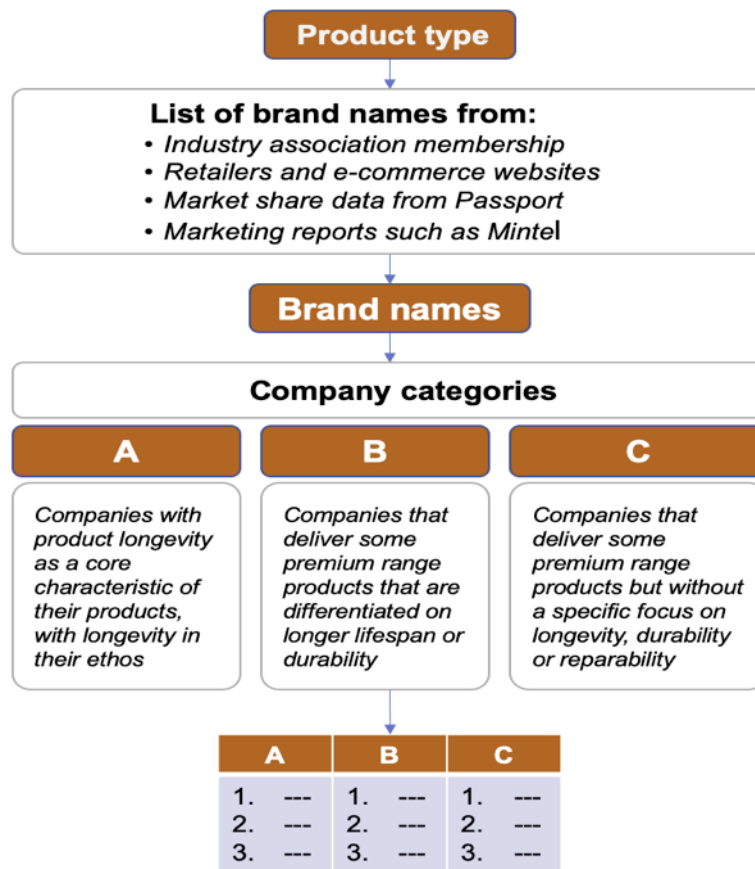 Product type
List of brand names from:
• Industry association membership
• Retailers and e-commerce websites
• Market share data from Passport
• Marketing reports such as Mintel
Brand names
Company categories
A
Companies with
product longevity
as a core
characteristic of
their products,
with longevity in
their ethos
B
Companies that
deliver some
premium range
products that are
differentiated on
longer lifespan or
durability
C
Companies that
deliver some
premium range
products but without
a specific focus on
longevity, durability
or reparability
A B C
1. --- 1. --- 1. ---
2. --- 2. --- 2. ---
3. --- 3. --- 3. ---